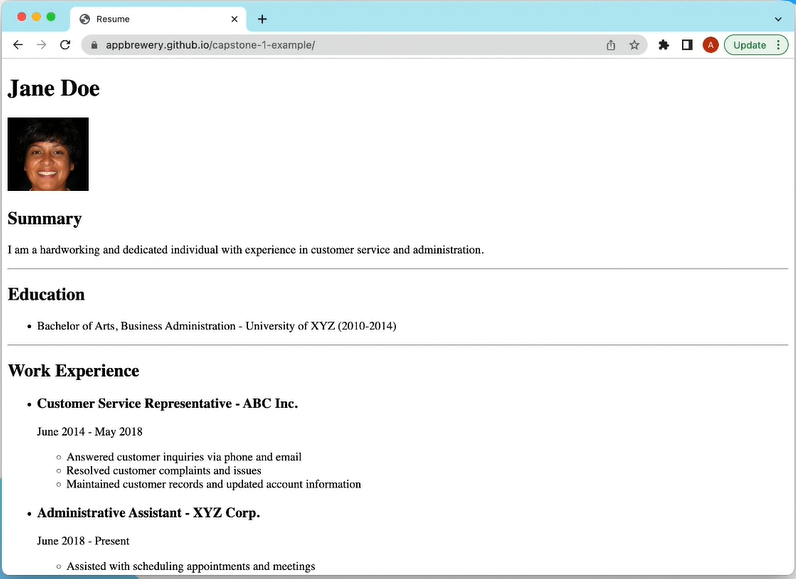 Resume
appbrewery.github.io/capstone-1-example/
A
Update
Jane Doe
Summary
I am a hardworking and dedicated individual with experience in customer service and administration.
Education
Bachelor of Arts, Business Administration - University of XYZ (2010-2014)
Work Experience
Customer Service Representative - ABC Inc.
June 2014 - May 2018
Answered customer inquiries via phone and email
Resolved customer complaints and issues
Maintained customer records and updated account information
Administrative Assistant - XYZ Corp.
June 2018 - Present
Assisted with scheduling appointments and meetings